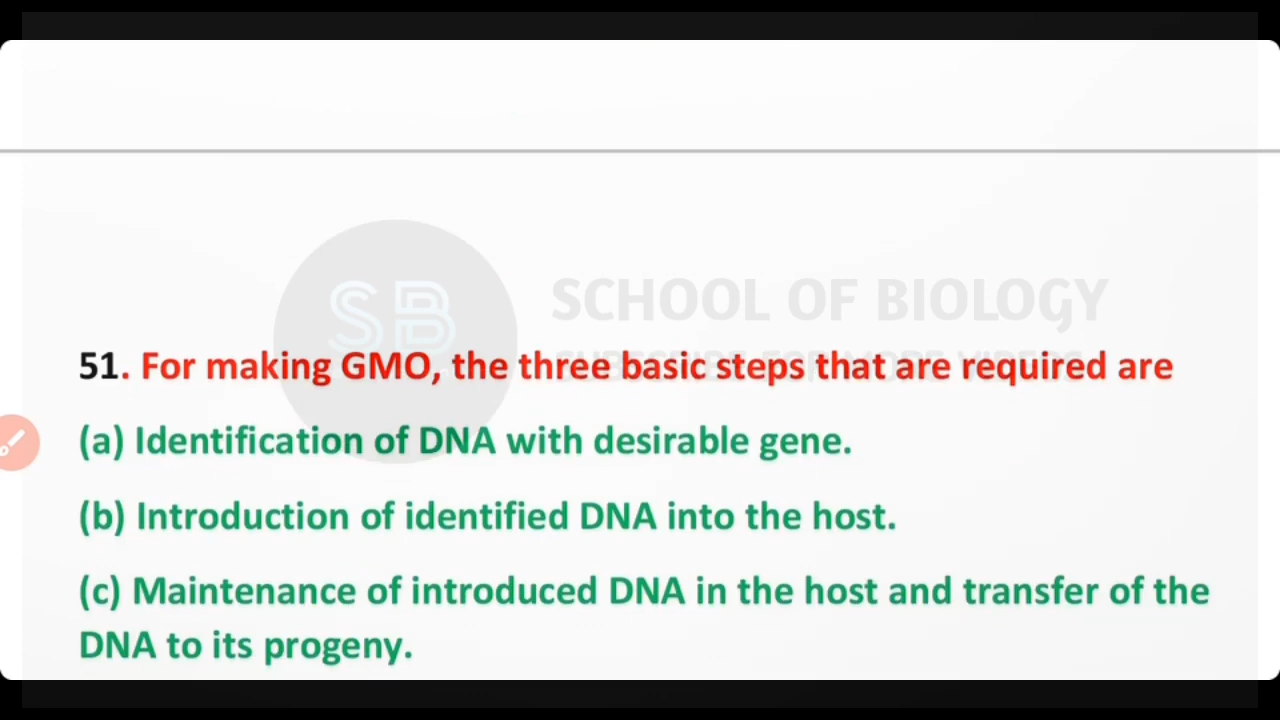 SB
SCHOOL OF BIOLOGY
51. For making GMO, the three basic steps that are required are
(a) Identification of DNA with desirable gene.
(b) Introduction of identified DNA into the host.
(c) Maintenance of introduced DNA in the host and transfer of the
DNA to its progeny.